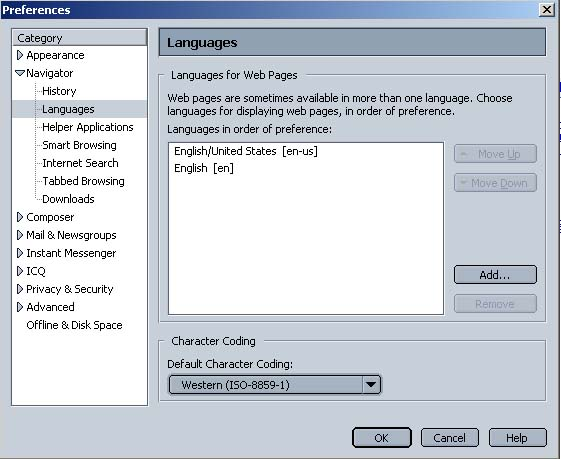 Preferences
Category
Appearance
Navigator
History
Languages
Helper Applications
Smart Browsing
Internet Search
Tabbed Browsing
Downloads
Composer
Mail & Newsgroups
Instant Messenger
ICQ
Privacy & Security
Advanced
Offline & Disk Space
Languages
Languages for Web Pages
Web pages are sometimes available in more than one language. Choose
languages for displaying web pages, in order of preference.
Languages in order of preference:
English/United States [en-us]
English [en]
Move Up
Move Down
Add...
Remove
Character Coding
Default Character Coding:
Western (ISO-8859-1)
OK
Cancel
Help